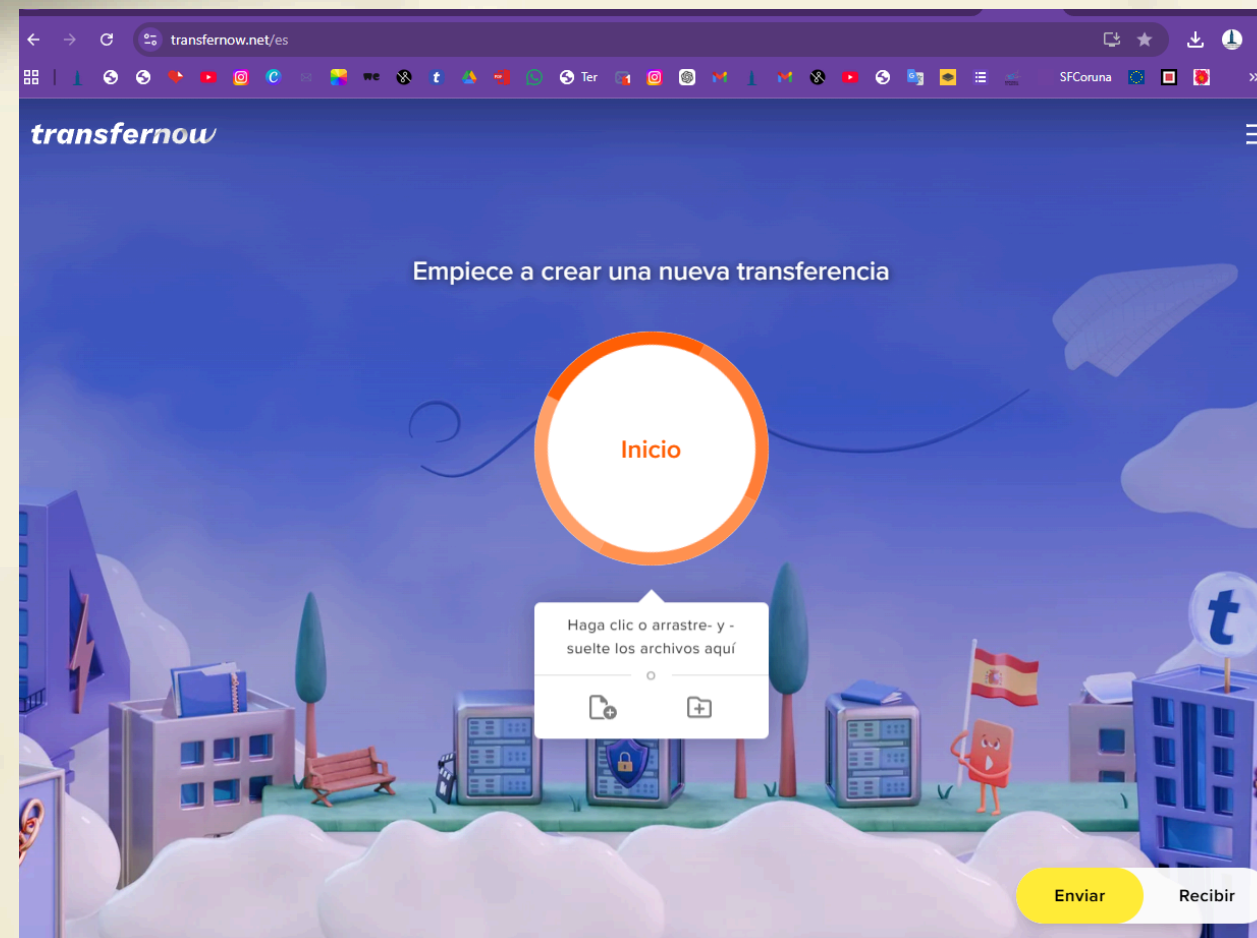 transfernow.net/es
we
t
Ter
SFCoruna
transfernow
Empiece a crear una nueva transferencia
Inicio
Haga clic o arrastre- y -
suelte los archivos aquí
o
t
Enviar
Recibir